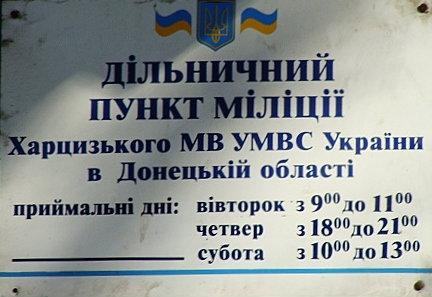 ДІЛЬНИЧНИЙ
ПУНКТ МІЛІЦІЇ
Харцизького МВ УМВС України
в Донецькій області
приймальні дні: вівторок з 9⁰⁰ до 11⁰⁰
четвер з 18⁰⁰ до 21⁰⁰
субота з 10⁰⁰ до 13⁰⁰